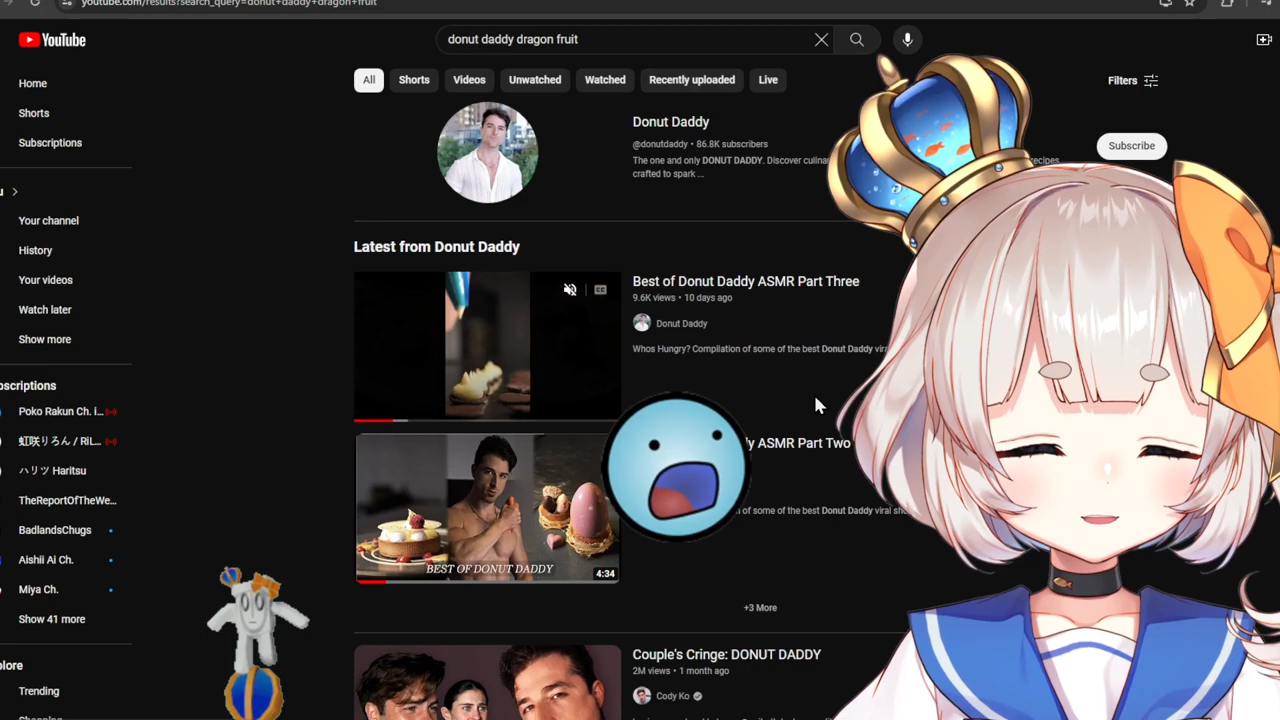 youtube.com/results?search_query=donut+daddy+dragon+fruit
YouTube
donut daddy dragon fruit
All
Shorts
Videos
Unwatched
Watched
Recently uploaded
Live
Filters
Home
Shorts
Subscriptions
Your channel
History
Your videos
Watch later
Show more
Poko Rakun Ch. i...
虹咲りろん / RiL...
ハリツ Haritsu
TheReportOfTheWe...
BadlandsChugs
Aishii Ai Ch.
Miya Ch.
Show 41 more
Trending
Donut Daddy
@donutdaddy • 86.8K subscribers
The one and only DONUT DADDY. Discover
recipes
crafted to spark ...
Subscribe
Latest from Donut Daddy
Best of Donut Daddy ASMR Part Three
9.6K views • 10 days ago
Donut Daddy
Whos Hungry? Compilation of some of the best Donut Daddy
ASMR Part Two
of some of the best Donut Daddy viral
BEST OF DONUT DADDY
4:34
+3 More
Couple's Cringe: DONUT DADDY
2M views • 1 month ago
Cody Ko